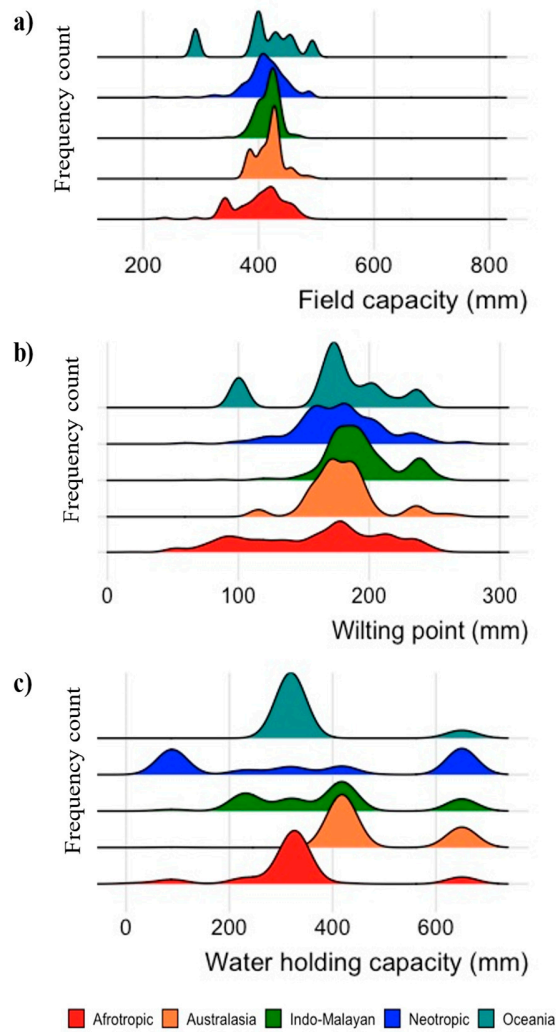 a)
Frequency count
200 400 600 800
Field capacity (mm)
b)
Frequency count
0 100 200 300
Wilting point (mm)
c)
Frequency count
0 200 400 600
Water holding capacity (mm)
Afrotropic Australasia Indo-Malayan Neotropic Oceania